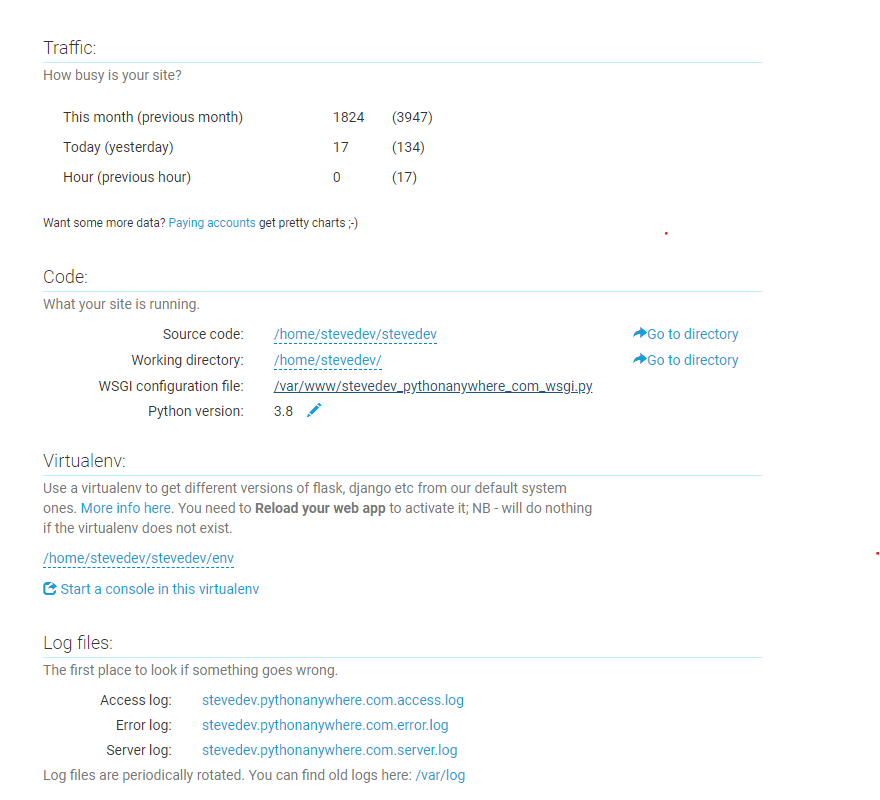 Traffic:
How busy is your site?
This month (previous month) 1824 (3947)
Today (yesterday) 17 (134)
Hour (previous hour) 0 (17)
Want some more data? Paying accounts get pretty charts ;-)
Code:
What your site is running.
Source code: /home/stevedev/stevedev Go to directory
Working directory: /home/stevedev/ Go to directory
WSGI configuration file: /var/www/stevedev_pythonanywhere_com_wsgi.py
Python version: 3.8
Virtualenv:
Use a virtualenv to get different versions of flask, django etc from our default system
ones. More info here. You need to Reload your web app to activate it; NB - will do nothing
if the virtualenv does not exist.
/home/stevedev/stevedev/env
Start a console in this virtualenv
Log files:
The first place to look if something goes wrong.
Access log: stevedev.pythonanywhere.com.access.log
Error log: stevedev.pythonanywhere.com.error.log
Server log: stevedev.pythonanywhere.com.server.log
Log files are periodically rotated. You can find old logs here: /var/log